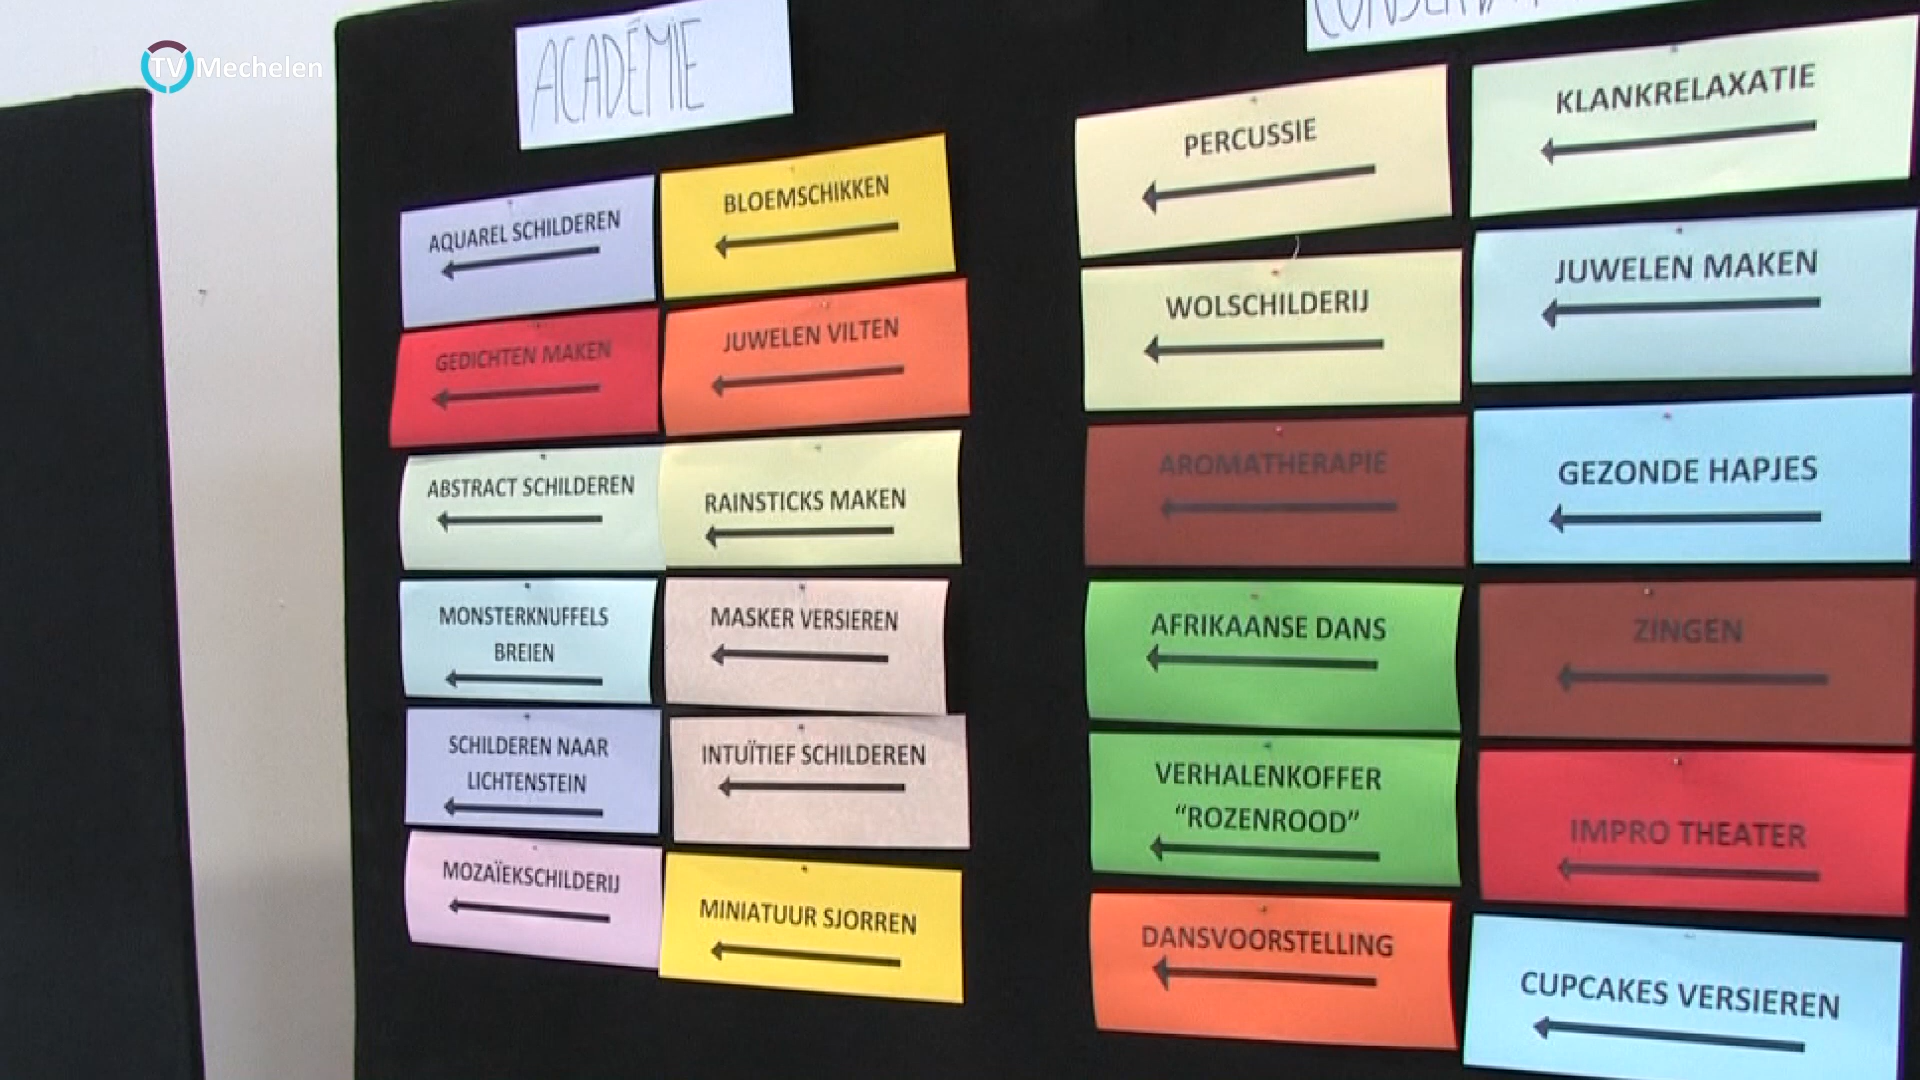 TV Mechelen
ACADÉMIE
AQUAREL SCHILDEREN
GEDICHTEN MAKEN
ABSTRACT SCHILDEREN
MONSTERKNUFFELS
BREIEN
SCHILDEREN NAAR
LICHTENSTEIN
MOZAÏEKSCHILDERIJ
BLOEMSCHIKKEN
JUWELEN VILTEN
RAINSTICKS MAKEN
MASKER VERSIEREN
INTUÏTIEF SCHILDEREN
MINIATUUR SJORREN
PERCUSSIE
WOLSCHILDERIJ
AROMATHERAPIE
AFRIKAANSE DANS
VERHALENKOFFER
“ROZENROOD”
DANSVOORSTELLING
KLANKRELAXATIE
JUWELEN MAKEN
GEZONDE HAPJES
ZINGEN
IMPRO THEATER
CUPCAKES VERSIEREN